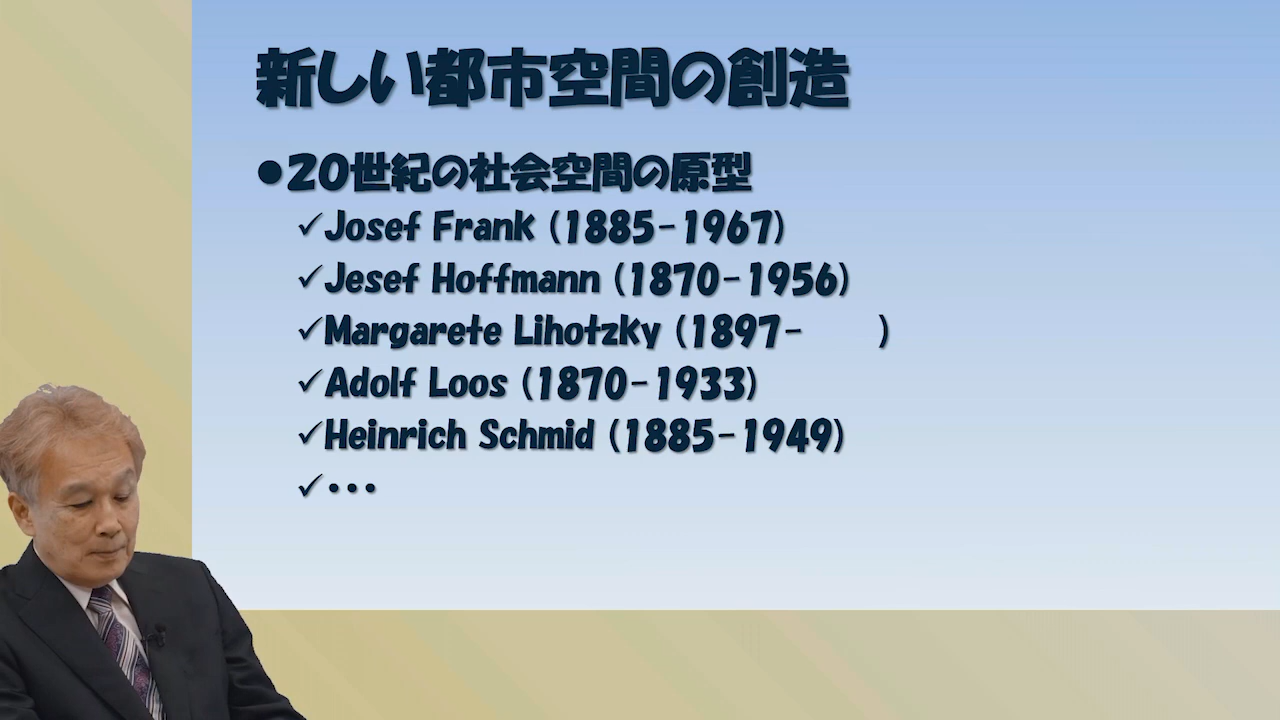 新しい都市空間の創造
●20世紀の社会空間の原型
✓Josef Frank (1885-1967)
✓Jesef Hoffmann (1870-1956)
✓Margarete Lihotzky (1897-　　)
✓Adolf Loos (1870-1933)
✓Heinrich Schmid (1885-1949)
✓・・・